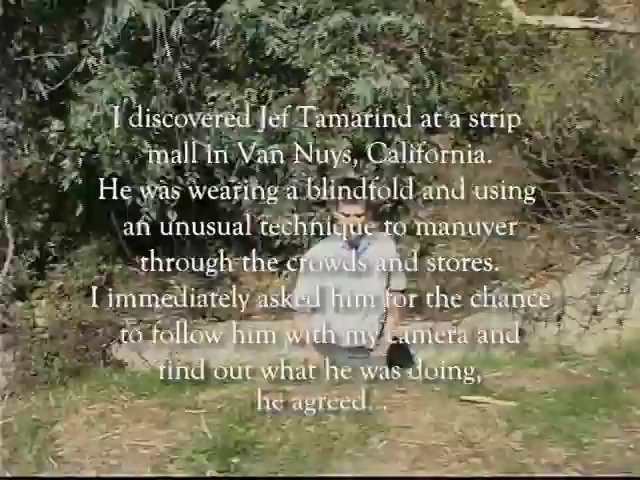 I discovered Jef Tamarind at a strip
mall in Van Nuys, California.
He was wearing a blindfold and using
an unusual technique to manuver
through the crowds and stores.
I immediately asked him for the chance
to follow him with my camera and
find out what he was doing,
he agreed...